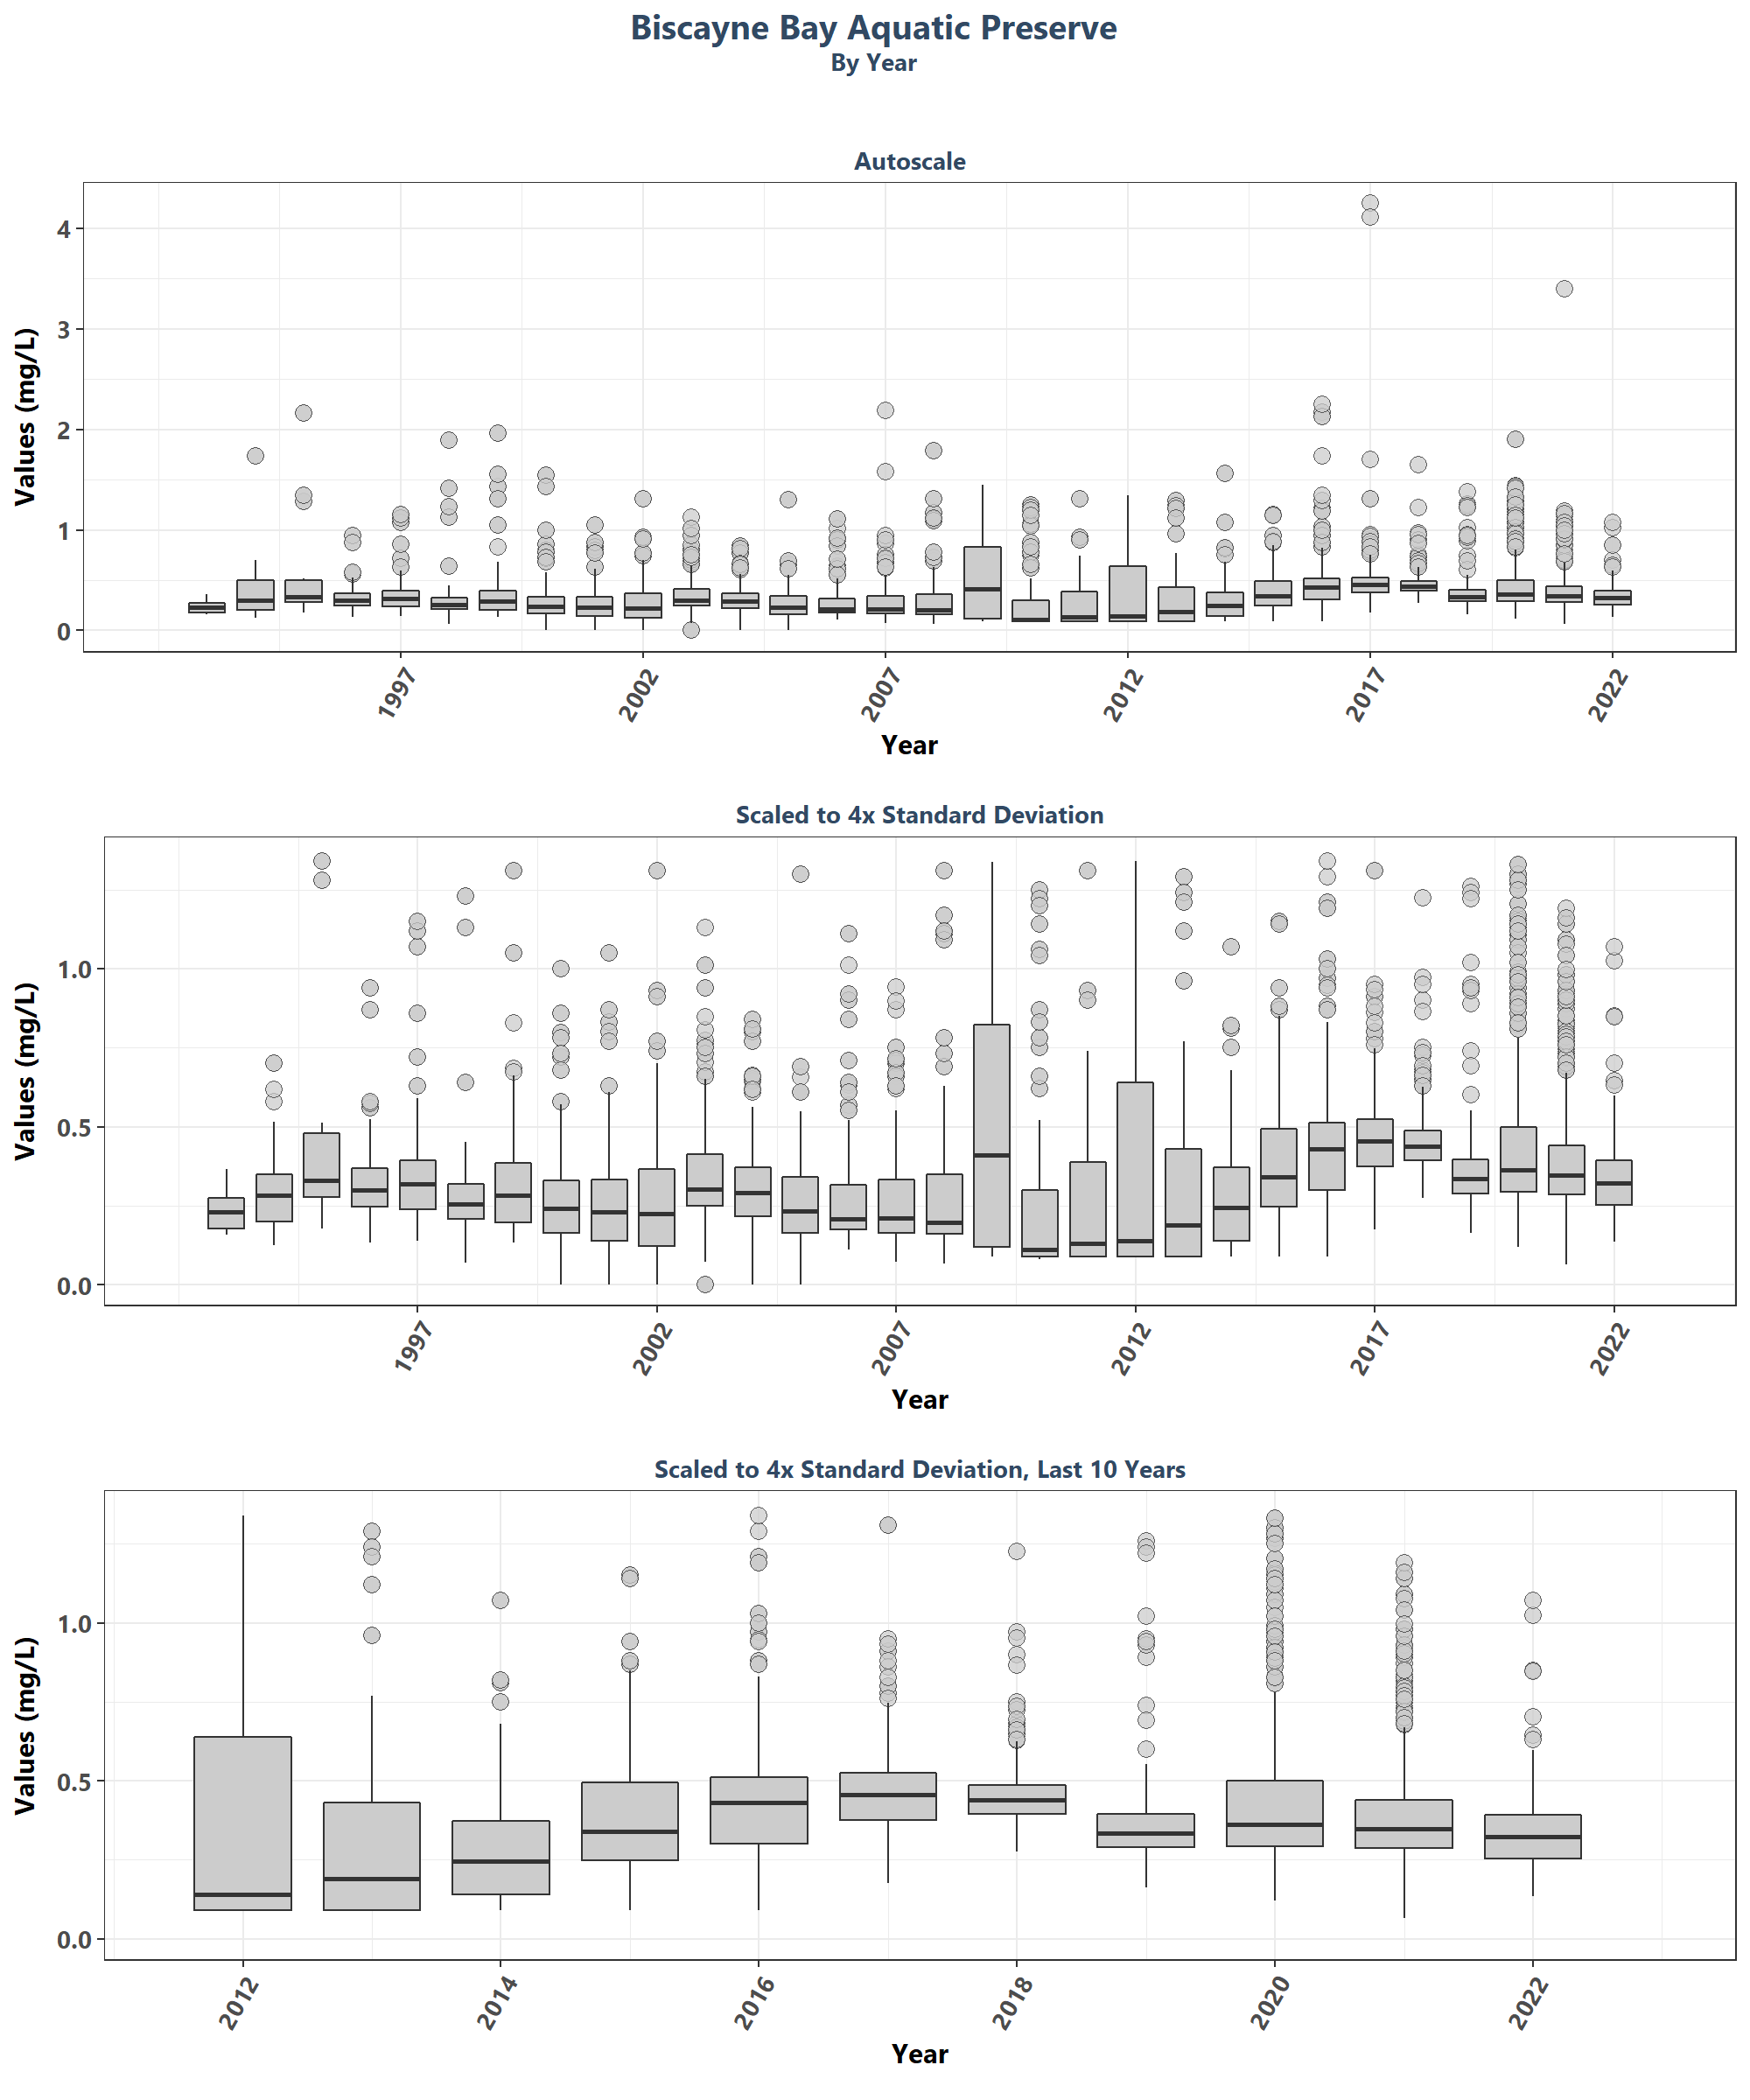 Biscayne Bay Aquatic Preserve
By Year
Autoscale
Values (mg/L)
4
3
2
1
0
1997
2002
2007
2012
2017
2022
Year
Scaled to 4x Standard Deviation
Values (mg/L)
1.0
0.5
0.0
1997
2002
2007
2012
2017
2022
Year
Scaled to 4x Standard Deviation, Last 10 Years
Values (mg/L)
1.0
0.5
0.0
2012
2014
2016
2018
2020
2022
Year